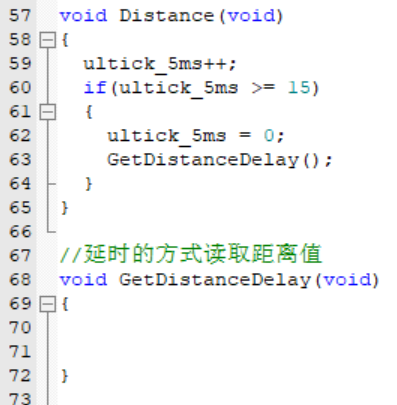 57 void Distance(void)
58 {
59 ultick_5ms++;
60 if(ultick_5ms >= 15)
61 {
62 ultick_5ms = 0;
63 GetDistanceDelay();
64 }
65 }
66
67 //延时的方式读取距离值
68 void GetDistanceDelay(void)
69 {
70
71
72 }
73